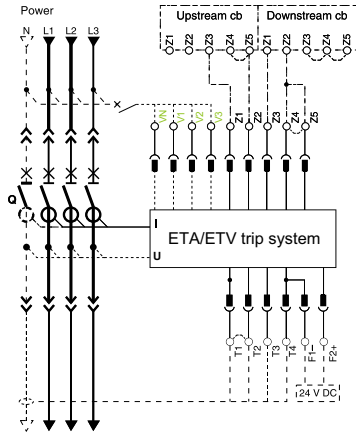 Power
Upstream cb
Downstream cb
N
L1
L2
L3
Z1
Z2
Z3
Z4
Z5
Z1
Z2
Z3
Z4
Z5
VN
V1
V2
V3
Z1
Z2
Z3
Z4
Z5
Q
I
U
ETA/ETV trip system
T1
T2
T3
T4
F1–
F2+
24 V DC